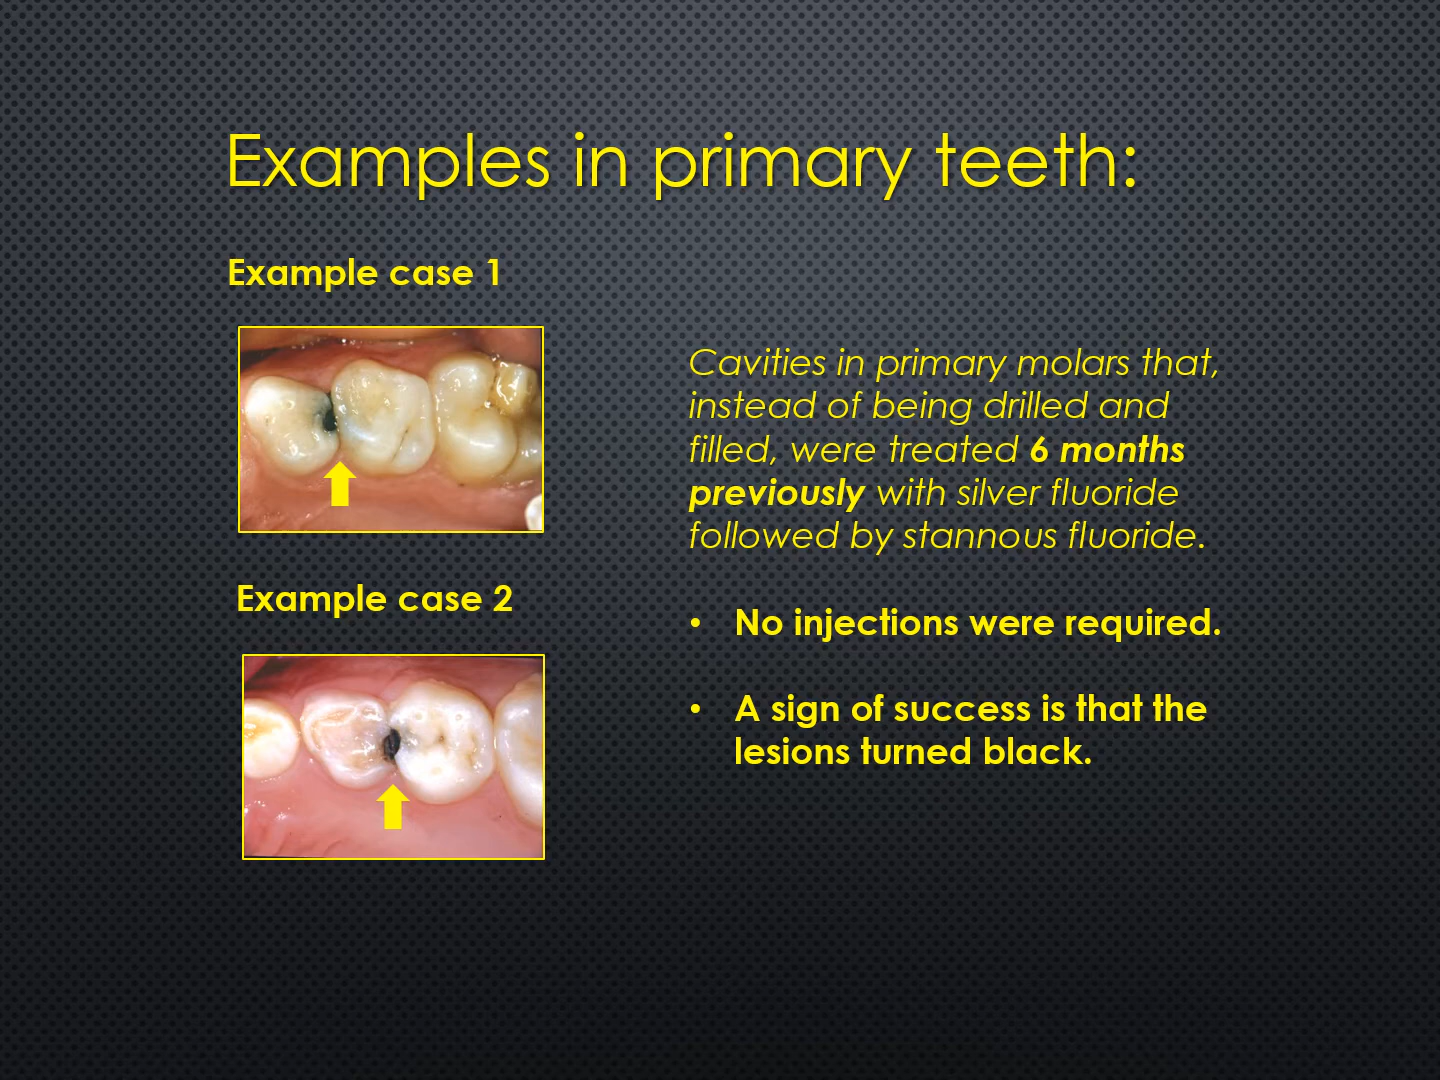 Examples in primary teeth:
Example case 1
Cavities in primary molars that,
instead of being drilled and
filled, were treated 6 months
previously with silver fluoride
followed by stannous fluoride.
Example case 2
• No injections were required.
• A sign of success is that the
lesions turned black.